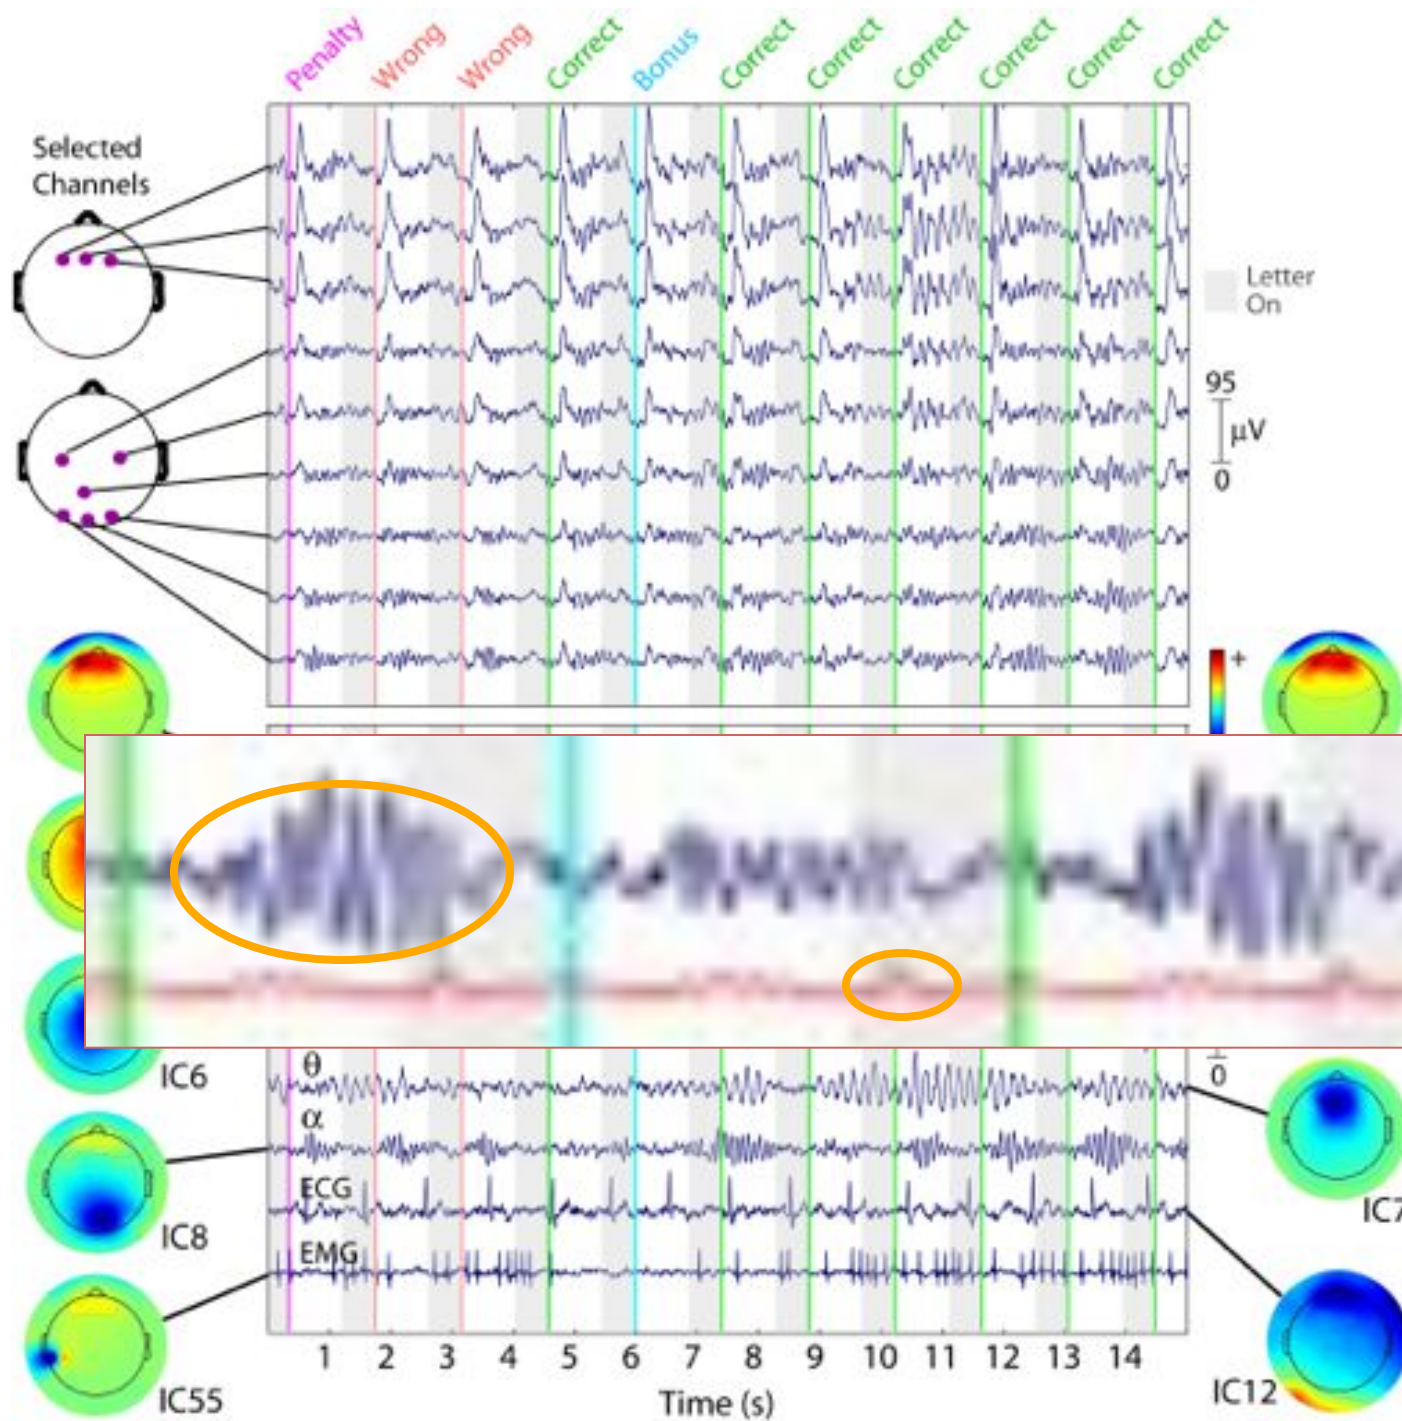 Penalty
Wrong
Wrong
Correct
Bonus
Correct
Correct
Correct
Correct
Correct
Correct
Selected
Channels
Letter
On
95
µV
0
+
θ
0
IC6
α
IC7
ECG
IC8
EMG
1 2 3 4 5 6 7 8 9 10 11 12 13 14
IC55
Time (s)
IC12